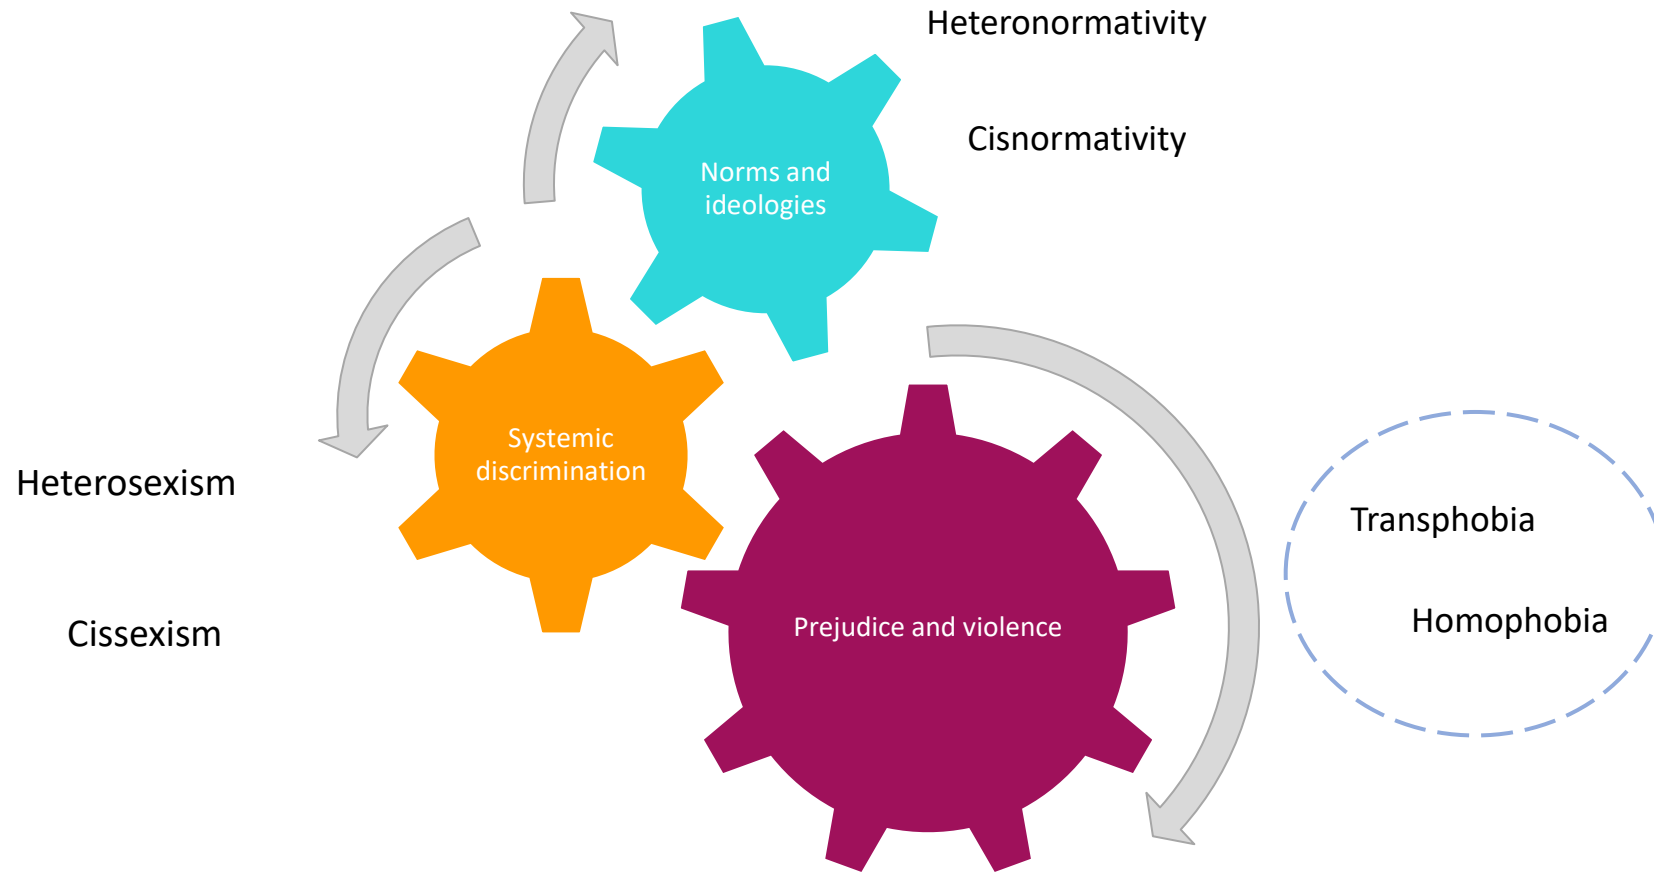 Heteronormativity
Cisnormativity
Norms and
ideologies
Systemic
discrimination
Heterosexism
Cissexism
Prejudice and violence
Transphobia
Homophobia